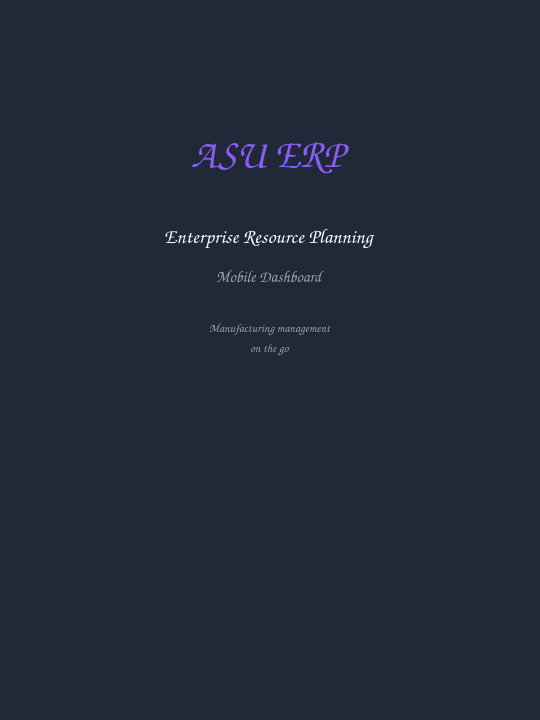 ASU ERP
Enterprise Resource Planning
Mobile Dashboard
Manufacturing management
on the go